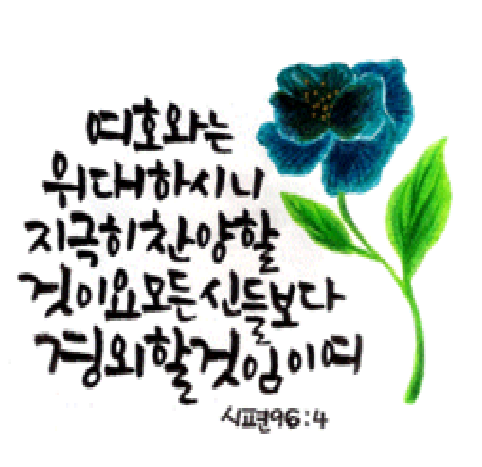 여호와는
위대하시니
지극히 찬양할
것이요 모든 신들보다
경외할 것임이여
시편96:4